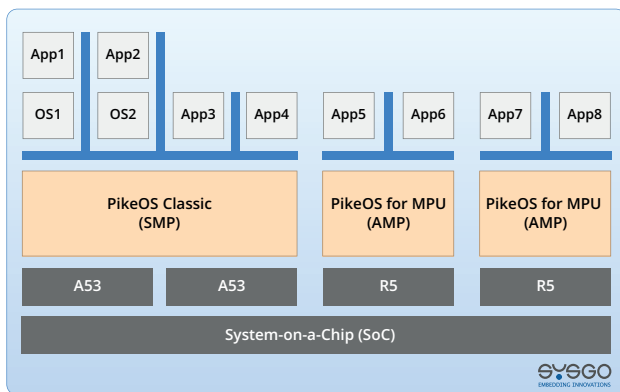 App1
App2
OS1
OS2
App3
App4
App5
App6
App7
App8
PikeOS Classic
(SMP)
PikeOS for MPU
(AMP)
PikeOS for MPU
(AMP)
A53
A53
R5
R5
System-on-a-Chip (SoC)
SYSGO
EMBEDDING INNOVATIONS